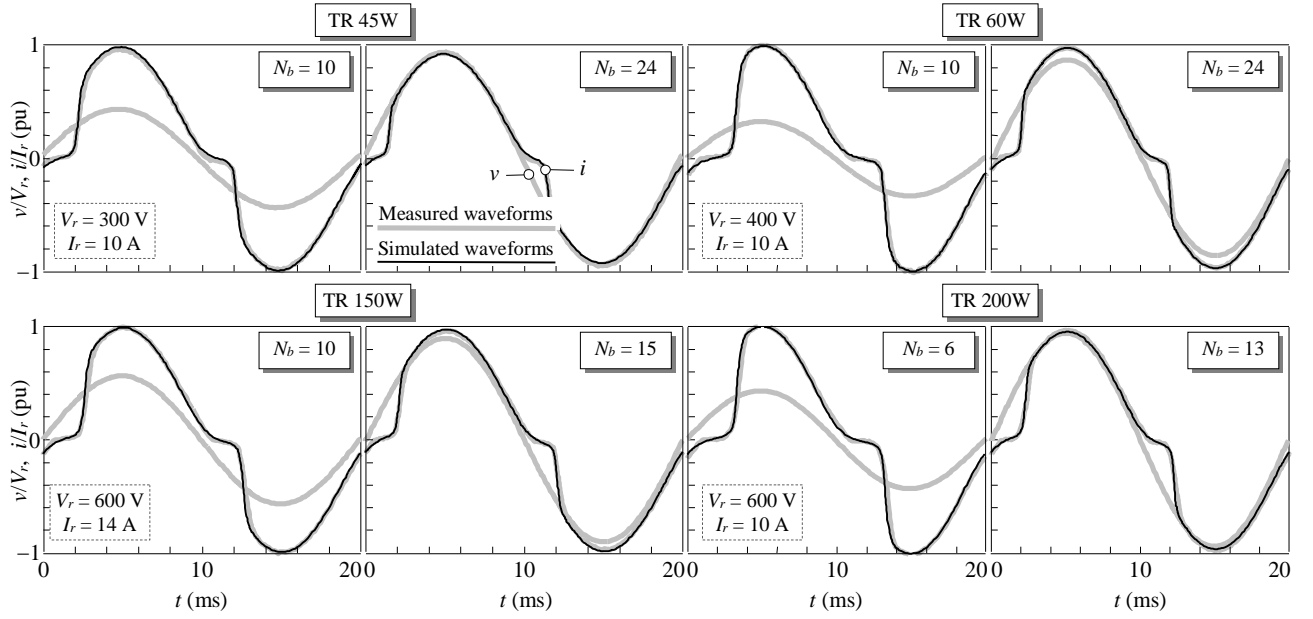 TR 45W
TR 60W
v/V_r, i/I_r (pu)
1
0
−1
N_b = 10
V_r = 300 V
I_r = 10 A
N_b = 24
v
i
Measured waveforms
Simulated waveforms
N_b = 10
V_r = 400 V
I_r = 10 A
N_b = 24
TR 150W
TR 200W
v/V_r, i/I_r (pu)
1
0
−1
N_b = 10
V_r = 600 V
I_r = 14 A
N_b = 15
N_b = 6
V_r = 600 V
I_r = 10 A
N_b = 13
0 10 20 0 10 20 0 10 20 0 10 20
t (ms) t (ms) t (ms) t (ms)